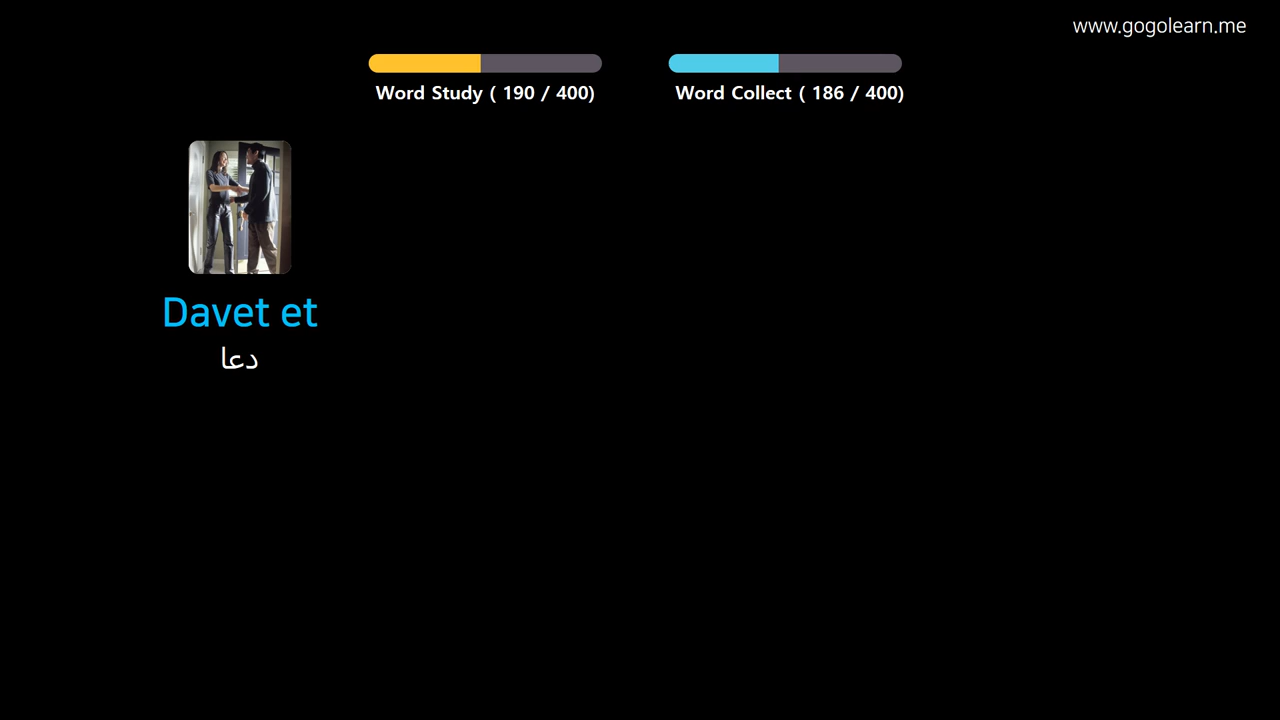 www.gogolearn.me
Word Study ( 190 / 400)
Word Collect ( 186 / 400)
Davet et
دعا